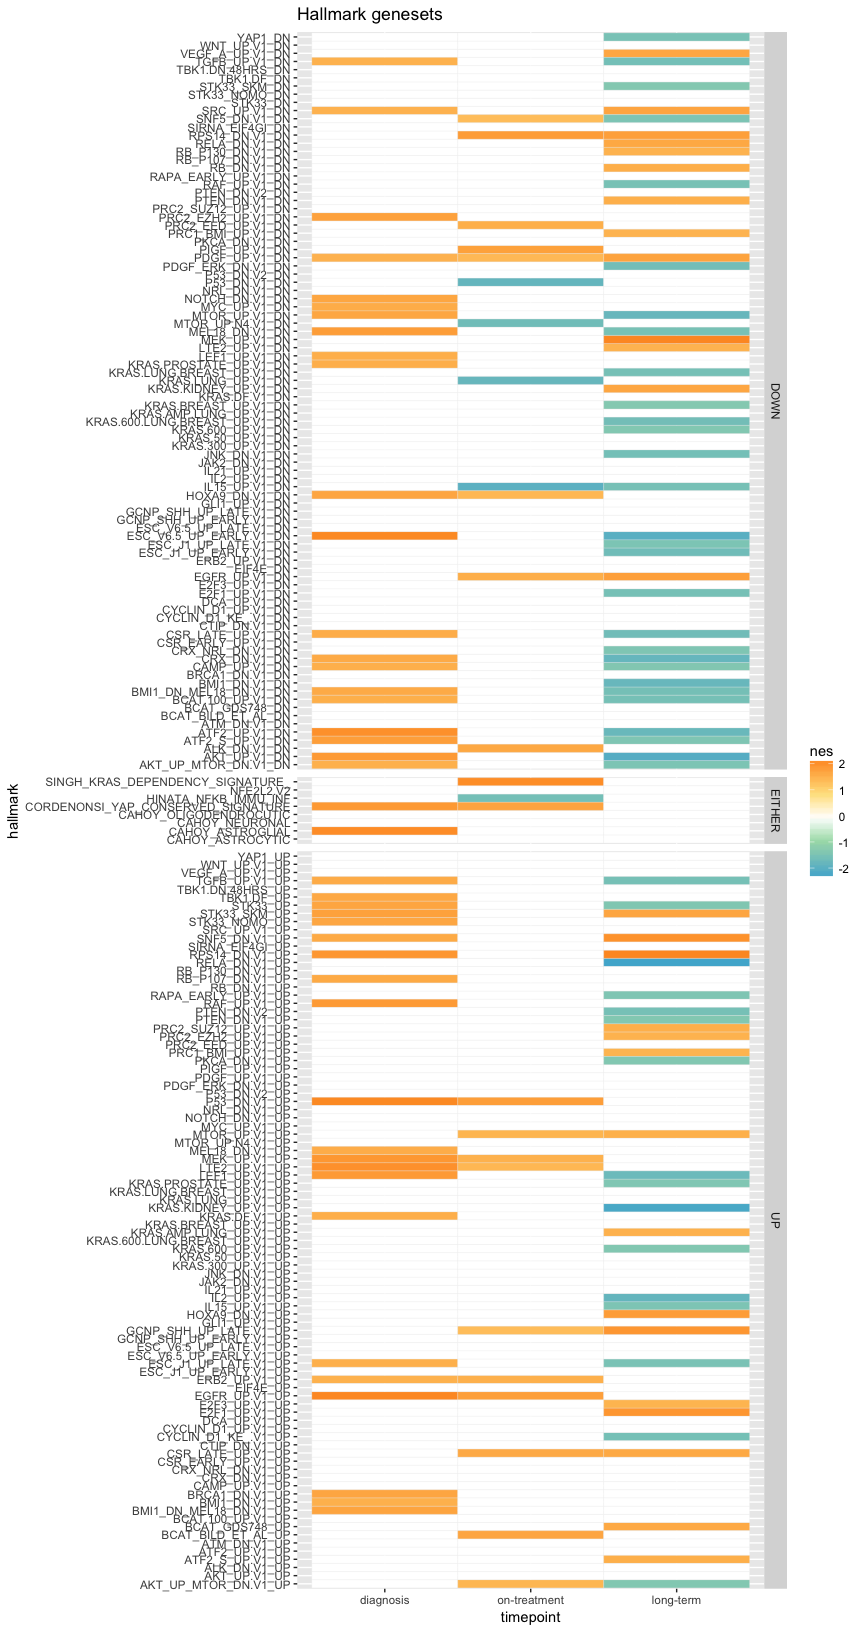 Hallmark genesets
YAP1_DN
WNT_UP.V1_DN
VEGF_A_UP.V1_DN
TGFB_UP.V1_DN
TBK1.DN.48HRS_DN
TBK1.DF_DN
STK33_SKM_DN
STK33_NOMO_DN
STK33_DN
SRC_UP.V1_DN
SNF5_DN.V1_DN
SIRNA_EIF4GI_DN
RPS14_DN.V1_DN
RELA_DN.V1_DN
RB_P130_DN.V1_DN
RB_P107_DN.V1_DN
RB_DN.V1_DN
RAPA_EARLY_UP.V1_DN
RAF_UP.V1_DN
PTEN_DN.V2_DN
PTEN_DN.V1_DN
PRC2_SUZ12_UP.V1_DN
PRC2_EZH2_UP.V1_DN
PRC2_EED_UP.V1_DN
PRC1_BMI_UP.V1_DN
PKCA_DN.V1_DN
PIGF_UP.V1_DN
PDGF_UP.V1_DN
PDGF_ERK_DN.V1_DN
P53_DN.V2_DN
P53_DN.V1_DN
NRL_DN.V1_DN
NOTCH_DN.V1_DN
MYC_UP.V1_DN
MTOR_UP.V1_DN
MTOR_UP.N4.V1_DN
MEL18_DN.V1_DN
MEK_UP.V1_DN
LTE2_UP.V1_DN
LEF1_UP.V1_DN
KRAS.PROSTATE_UP.V1_DN
KRAS.LUNG.BREAST_UP.V1_DN
KRAS.LUNG_UP.V1_DN
KRAS.KIDNEY_UP.V1_DN
KRAS.DF.V1_DN
KRAS.BREAST_UP.V1_DN
KRAS.AMP.LUNG_UP.V1_DN
KRAS.600.LUNG.BREAST_UP.V1_DN
KRAS.600_UP.V1_DN
KRAS.50_UP.V1_DN
KRAS.300_UP.V1_DN
JNK_DN.V1_DN
JAK2_DN.V1_DN
IL21_UP.V1_DN
IL2_UP.V1_DN
IL15_UP.V1_DN
HOXA9_DN.V1_DN
GLI1_UP.V1_DN
GCNP_SHH_UP_LATE.V1_DN
GCNP_SHH_UP_EARLY.V1_DN
ESC_V6.5_UP_LATE.V1_DN
ESC_V6.5_UP_EARLY.V1_DN
ESC_J1_UP_LATE.V1_DN
ESC_J1_UP_EARLY.V1_DN
ERB2_UP.V1_DN
EIF4E_DN
EGFR_UP.V1_DN
E2F3_UP.V1_DN
E2F1_UP.V1_DN
DCA_UP.V1_DN
CYCLIN_D1_UP.V1_DN
CYCLIN_D1_KE_.V1_DN
CTIP_DN.V1_DN
CSR_LATE_UP.V1_DN
CSR_EARLY_UP.V1_DN
CRX_NRL_DN.V1_DN
CRX_DN.V1_DN
CAMP_UP.V1_DN
BRCA1_DN.V1_DN
BMI1_DN.V1_DN
BMI1_DN_MEL18_DN.V1_DN
BCAT.100_UP.V1_DN
BCAT_GDS748_DN
BCAT_BILD_ET_AL_DN
ATM_DN.V1_DN
ATF2_UP.V1_DN
ATF2_S_UP.V1_DN
ALK_DN.V1_DN
AKT_UP.V1_DN
AKT_UP_MTOR_DN.V1_DN
DOWN
SINGH_KRAS_DEPENDENCY_SIGNATURE_
NFE2L2.V2
HINATA_NFKB_IMMU_INF
CORDENONSI_YAP_CONSERVED_SIGNATURE
CAHOY_OLIGODENDROCUTIC
CAHOY_NEURONAL
CAHOY_ASTROGLIAL
CAHOY_ASTROCYTIC
EITHER
YAP1_UP
WNT_UP.V1_UP
VEGF_A_UP.V1_UP
TGFB_UP.V1_UP
TBK1.DN.48HRS_UP
TBK1.DF_UP
STK33_UP
STK33_SKM_UP
STK33_NOMO_UP
SRC_UP.V1_UP
SNF5_DN.V1_UP
SIRNA_EIF4GI_UP
RPS14_DN.V1_UP
RELA_DN.V1_UP
RB_P130_DN.V1_UP
RB_P107_DN.V1_UP
RB_DN.V1_UP
RAPA_EARLY_UP.V1_UP
RAF_UP.V1_UP
PTEN_DN.V2_UP
PTEN_DN.V1_UP
PRC2_SUZ12_UP.V1_UP
PRC2_EZH2_UP.V1_UP
PRC2_EED_UP.V1_UP
PRC1_BMI_UP.V1_UP
PKCA_DN.V1_UP
PIGF_UP.V1_UP
PDGF_UP.V1_UP
PDGF_ERK_DN.V1_UP
P53_DN.V2_UP
P53_DN.V1_UP
NRL_DN.V1_UP
NOTCH_DN.V1_UP
MYC_UP.V1_UP
MTOR_UP.V1_UP
MTOR_UP.N4.V1_UP
MEL18_DN.V1_UP
MEK_UP.V1_UP
LTE2_UP.V1_UP
LEF1_UP.V1_UP
KRAS.PROSTATE_UP.V1_UP
KRAS.LUNG.BREAST_UP.V1_UP
KRAS.LUNG_UP.V1_UP
KRAS.KIDNEY_UP.V1_UP
KRAS.DF.V1_UP
KRAS.BREAST_UP.V1_UP
KRAS.AMP.LUNG_UP.V1_UP
KRAS.600.LUNG.BREAST_UP.V1_UP
KRAS.600_UP.V1_UP
KRAS.50_UP.V1_UP
KRAS.300_UP.V1_UP
JNK_DN.V1_UP
JAK2_DN.V1_UP
IL21_UP.V1_UP
IL2_UP.V1_UP
IL15_UP.V1_UP
HOXA9_DN.V1_UP
GLI1_UP.V1_UP
GCNP_SHH_UP_LATE.V1_UP
GCNP_SHH_UP_EARLY.V1_UP
ESC_V6.5_UP_LATE.V1_UP
ESC_V6.5_UP_EARLY.V1_UP
ESC_J1_UP_LATE.V1_UP
ESC_J1_UP_EARLY.V1_UP
ERB2_UP.V1_UP
EIF4E_UP
EGFR_UP.V1_UP
E2F3_UP.V1_UP
E2F1_UP.V1_UP
DCA_UP.V1_UP
CYCLIN_D1_UP.V1_UP
CYCLIN_D1_KE_.V1_UP
CTIP_DN.V1_UP
CSR_LATE_UP.V1_UP
CSR_EARLY_UP.V1_UP
CRX_NRL_DN.V1_UP
CRX_DN.V1_UP
CAMP_UP.V1_UP
BRCA1_DN.V1_UP
BMI1_DN.V1_UP
BMI1_DN_MEL18_DN.V1_UP
BCAT.100_UP.V1_UP
BCAT_GDS748_UP
BCAT_BILD_ET_AL_UP
ATM_DN.V1_UP
ATF2_UP.V1_UP
ATF2_S_UP.V1_UP
ALK_DN.V1_UP
AKT_UP.V1_UP
AKT_UP_MTOR_DN.V1_UP
UP
diagnosis
on-treatment
long-term
timepoint
hallmark
nes
2
1
0
-1
-2